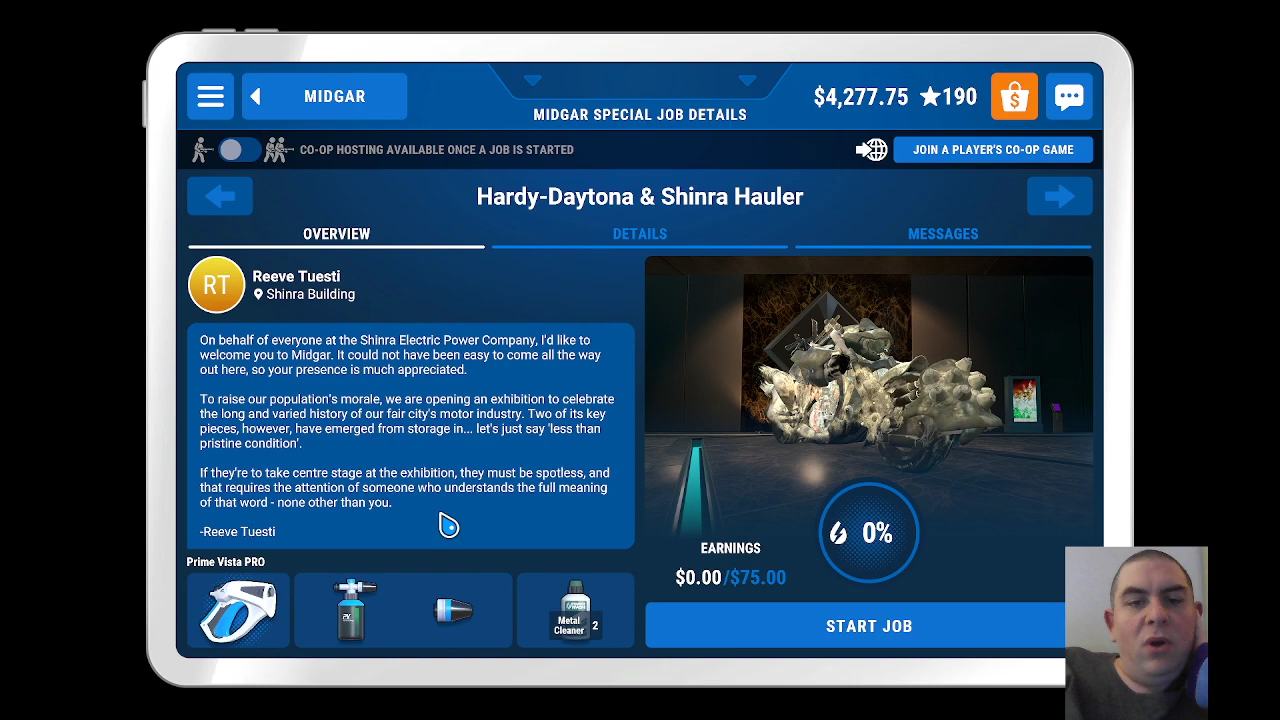 MIDGAR
MIDGAR SPECIAL JOB DETAILS
$4,277.75 ★190
CO-OP HOSTING AVAILABLE ONCE A JOB IS STARTED
JOIN A PLAYER'S CO-OP GAME
Hardy-Daytona & Shinra Hauler
OVERVIEW
DETAILS
MESSAGES
RT
Reeve Tuesti
Shinra Building
On behalf of everyone at the Shinra Electric Power Company, I'd like to
welcome you to Midgar. It could not have been easy to come all the way
out here, so your presence is much appreciated.
To raise our population's morale, we are opening an exhibition to celebrate
the long and varied history of our fair city's motor industry. Two of its key
pieces, however, have emerged from storage in... let's just say 'less than
pristine condition'.
If they're to take centre stage at the exhibition, they must be spotless, and
that requires the attention of someone who understands the full meaning
of that word - none other than you.
-Reeve Tuesti
Prime Vista PRO
Metal
Cleaner 2
0%
EARNINGS
$0.00/$75.00
START JOB